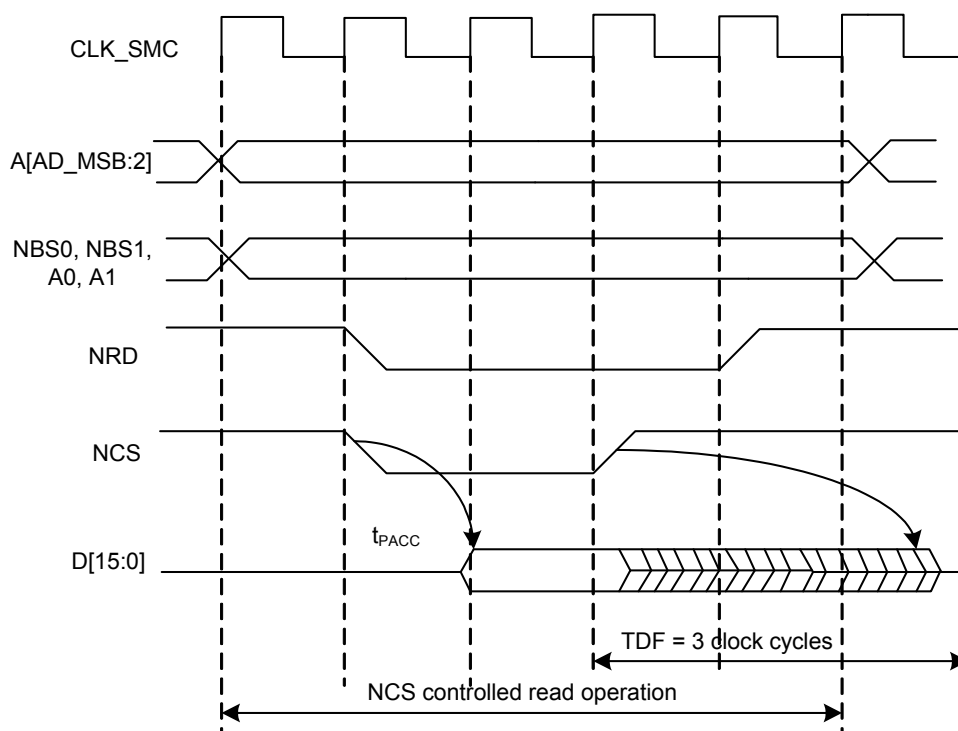 CLK_SMC
A[AD_MSB:2]
NBS0, NBS1,
A0, A1
NRD
NCS
tPACC
D[15:0]
TDF = 3 clock cycles
NCS controlled read operation